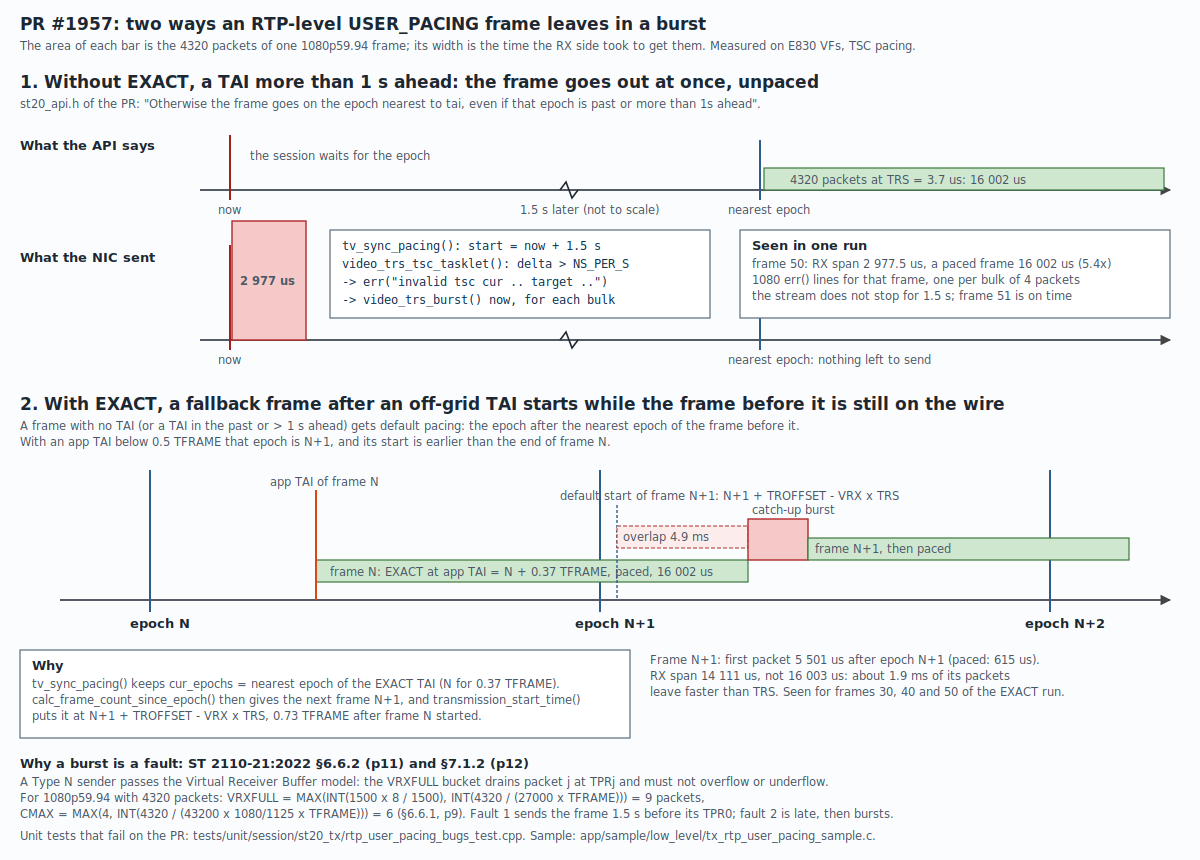 PR #1957: two ways an RTP-level USER_PACING frame leaves in a burst
The area of each bar is the 4320 packets of one 1080p59.94 frame; its width is the time the RX side took to get them. Measured on E830 VFs, TSC pacing.
1. Without EXACT, a TAI more than 1 s ahead: the frame goes out at once, unpaced
st20_api.h of the PR: "Otherwise the frame goes on the epoch nearest to tai, even if that epoch is past or more than 1s ahead".
What the API says
the session waits for the epoch
4320 packets at TRS = 3.7 us: 16 002 us
now
1.5 s later (not to scale)
nearest epoch
What the NIC sent
2 977 us
tv_sync_pacing(): start = now + 1.5 s
video_trs_tsc_tasklet(): delta > NS_PER_S
-> err("invalid tsc cur .. target ..")
-> video_trs_burst() now, for each bulk
Seen in one run
frame 50: RX span 2 977.5 us, a paced frame 16 002 us (5.4x)
1080 err() lines for that frame, one per bulk of 4 packets
the stream does not stop for 1.5 s; frame 51 is on time
now
nearest epoch: nothing left to send
2. With EXACT, a fallback frame after an off-grid TAI starts while the frame before it is still on the wire
A frame with no TAI (or a TAI in the past or > 1 s ahead) gets default pacing: the epoch after the nearest epoch of the frame before it.
With an app TAI below 0.5 TFRAME that epoch is N+1, and its start is earlier than the end of frame N.
app TAI of frame N
default start of frame N+1: N+1 + TROFFSET - VRX x TRS
catch-up burst
overlap 4.9 ms
frame N+1, then paced
frame N: EXACT at app TAI = N + 0.37 TFRAME, paced, 16 002 us
epoch N
epoch N+1
epoch N+2
Why
tv_sync_pacing() keeps cur_epochs = nearest epoch of the EXACT TAI (N for 0.37 TFRAME).
calc_frame_count_since_epoch() then gives the next frame N+1, and transmission_start_time()
puts it at N+1 + TROFFSET - VRX x TRS, 0.73 TFRAME after frame N started.
Frame N+1: first packet 5 501 us after epoch N+1 (paced: 615 us).
RX span 14 111 us, not 16 003 us: about 1.9 ms of its packets
leave faster than TRS. Seen for frames 30, 40 and 50 of the EXACT run.
Why a burst is a fault: ST 2110-21:2022 §6.6.2 (p11) and §7.1.2 (p12)
A Type N sender passes the Virtual Receiver Buffer model: the VRXFULL bucket drains packet j at TPRj and must not overflow or underflow.
For 1080p59.94 with 4320 packets: VRXFULL = MAX(INT(1500 x 8 / 1500), INT(4320 / (27000 x TFRAME))) = 9 packets,
CMAX = MAX(4, INT(4320 / (43200 x 1080/1125 x TFRAME))) = 6 (§6.6.1, p9). Fault 1 sends the frame 1.5 s before its TPR0; fault 2 is late, then bursts.
Unit tests that fail on the PR: tests/unit/session/st20_tx/rtp_user_pacing_bugs_test.cpp. Sample: app/sample/low_level/tx_rtp_user_pacing_sample.c.